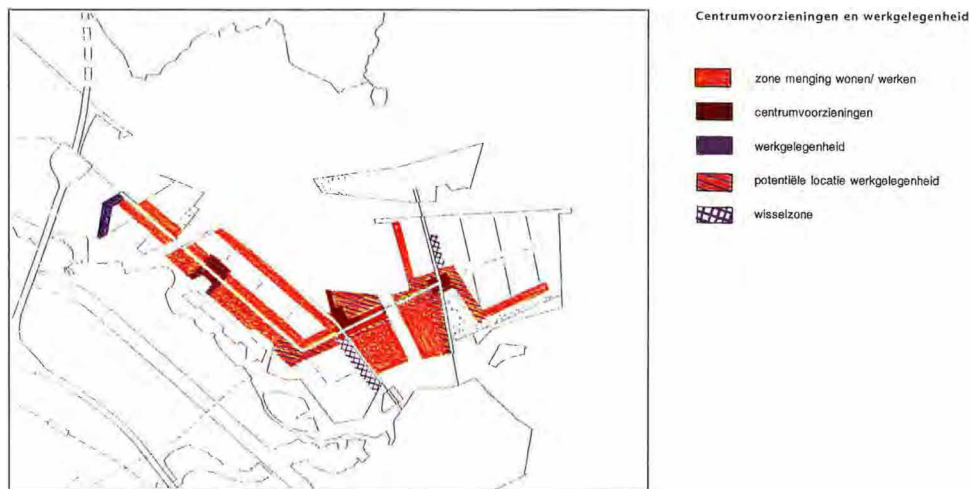 Centrumvoorzieningen en werkgelegenheid
zone menging wonen/ werken
centrumvoorzieningen
werkgelegenheid
potentiële locatie werkgelegenheid
wisselzone